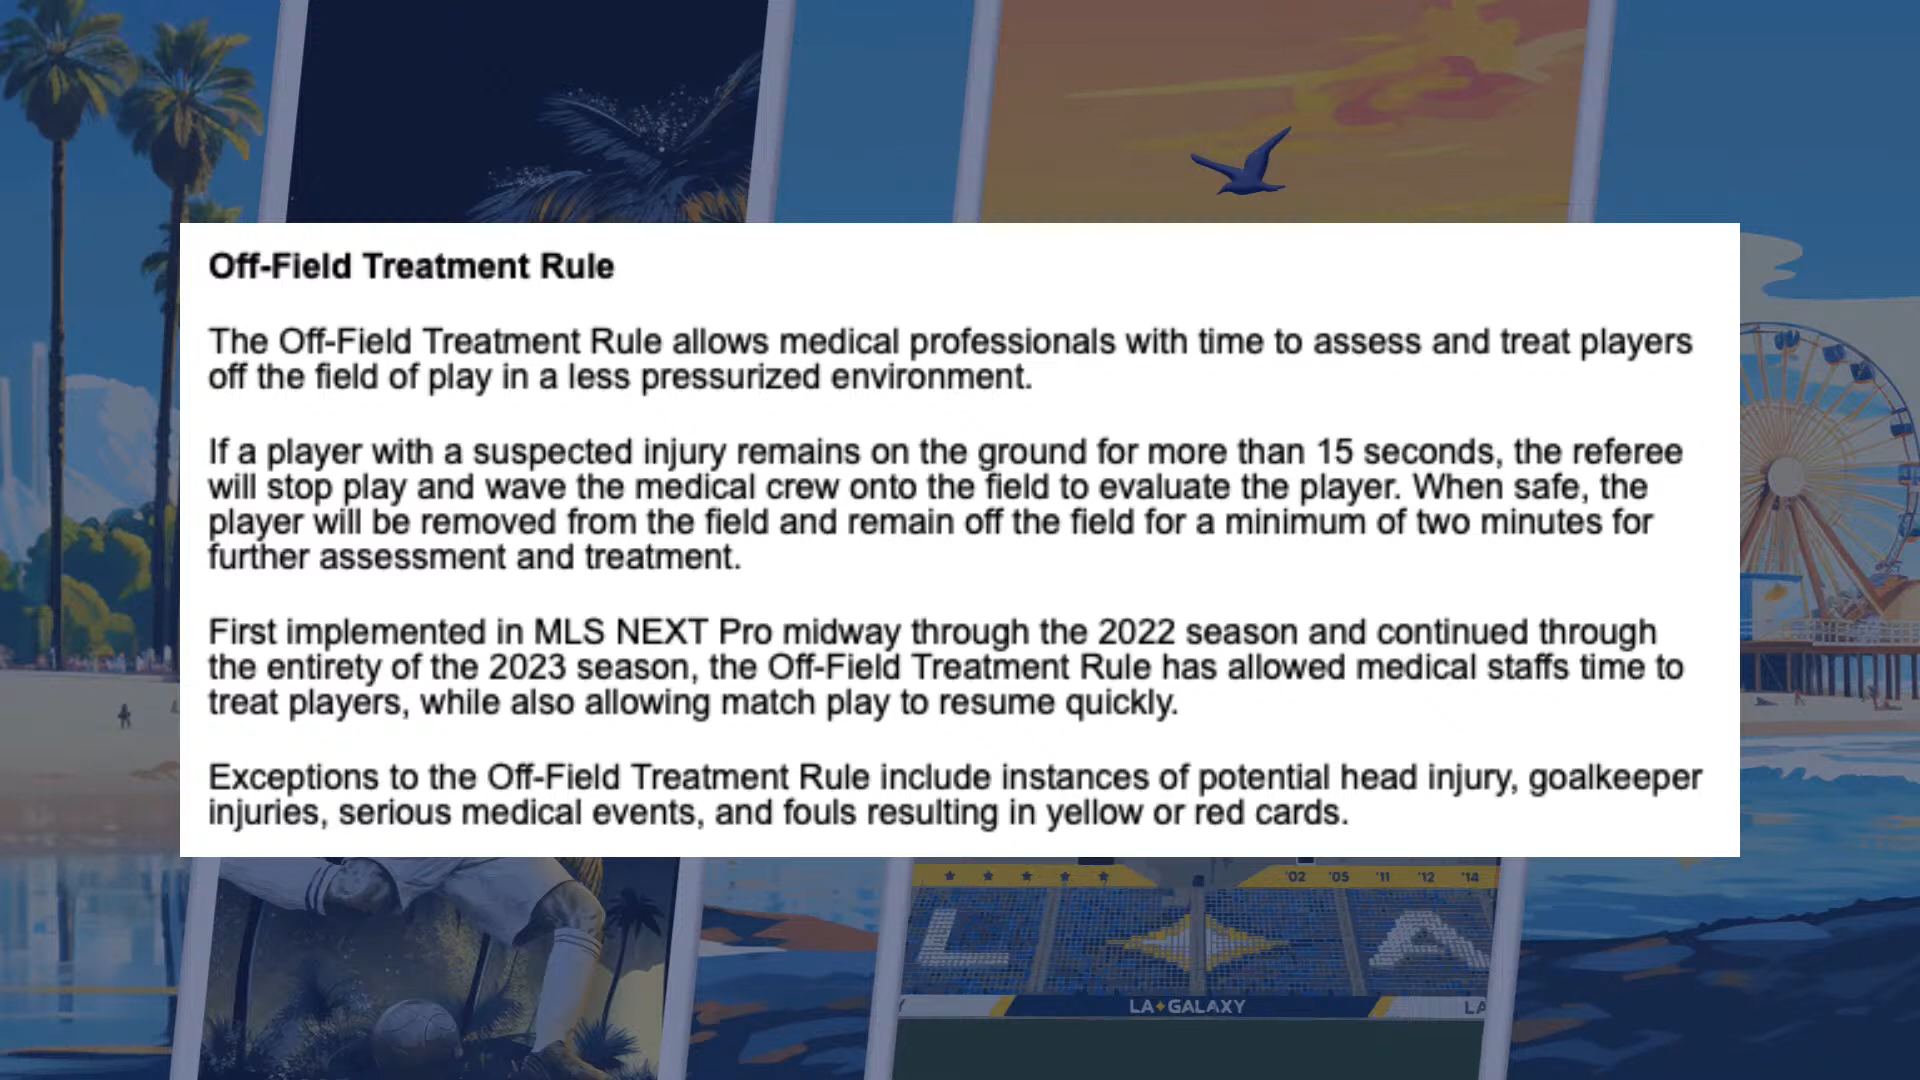 Off-Field Treatment Rule
The Off-Field Treatment Rule allows medical professionals with time to assess and treat players
off the field of play in a less pressurized environment.
If a player with a suspected injury remains on the ground for more than 15 seconds, the referee
will stop play and wave the medical crew onto the field to evaluate the player. When safe, the
player will be removed from the field and remain off the field for a minimum of two minutes for
further assessment and treatment.
First implemented in MLS NEXT Pro midway through the 2022 season and continued through
the entirety of the 2023 season, the Off-Field Treatment Rule has allowed medical staffs time to
treat players, while also allowing match play to resume quickly.
Exceptions to the Off-Field Treatment Rule include instances of potential head injury, goalkeeper
injuries, serious medical events, and fouls resulting in yellow or red cards.
'02 '05 '11 '12 '14
L A
LA GALAXY LA